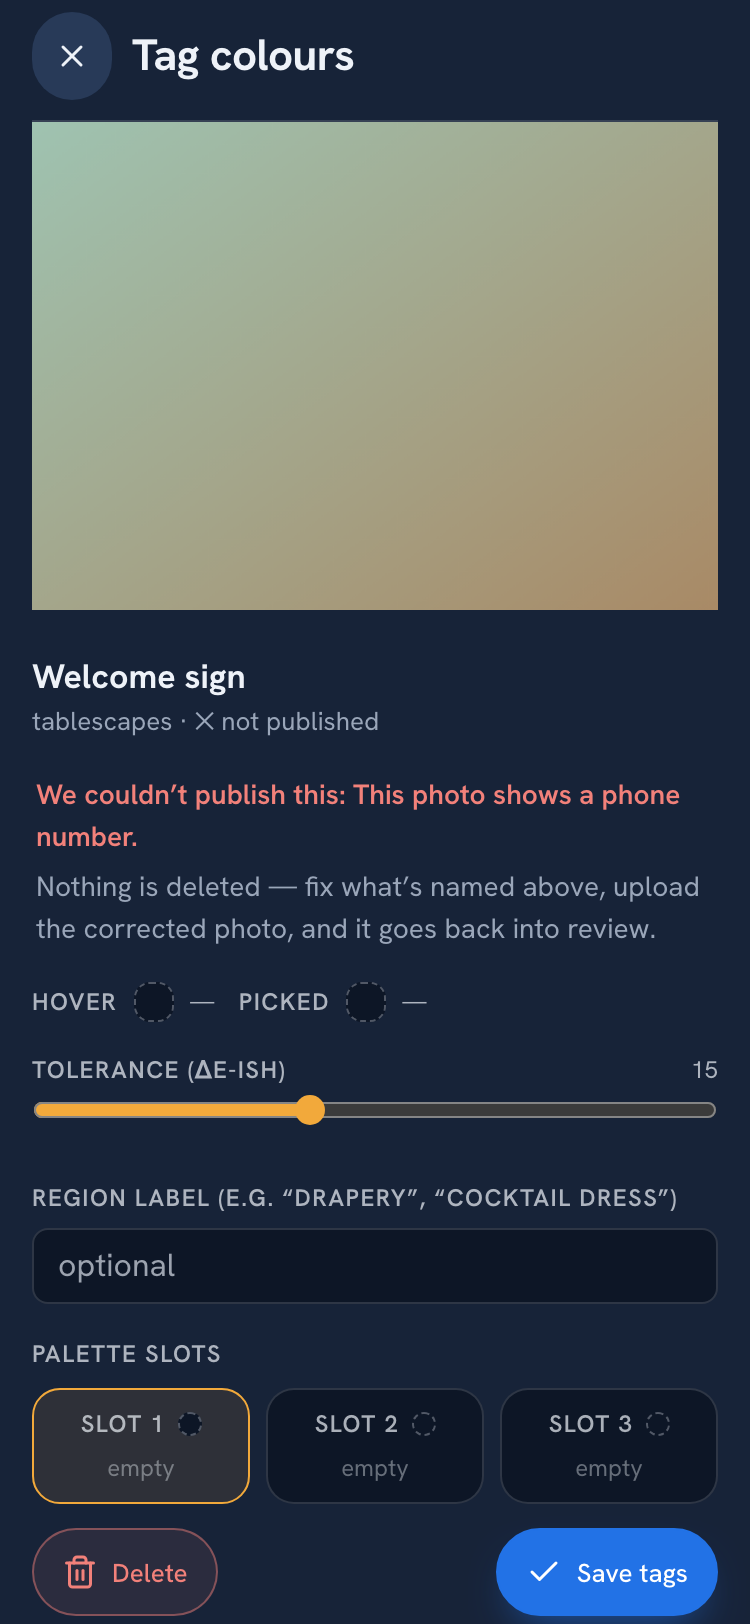 Tag colours
Welcome sign
tablescapes · ✕ not published
We couldn’t publish this: This photo shows a phone
number.
Nothing is deleted — fix what’s named above, upload
the corrected photo, and it goes back into review.
HOVER — PICKED —
TOLERANCE (ΔE-ISH) 15
REGION LABEL (E.G. “DRAPERY”, “COCKTAIL DRESS”)
optional
PALETTE SLOTS
SLOT 1 SLOT 2 SLOT 3
empty empty empty
Delete Save tags